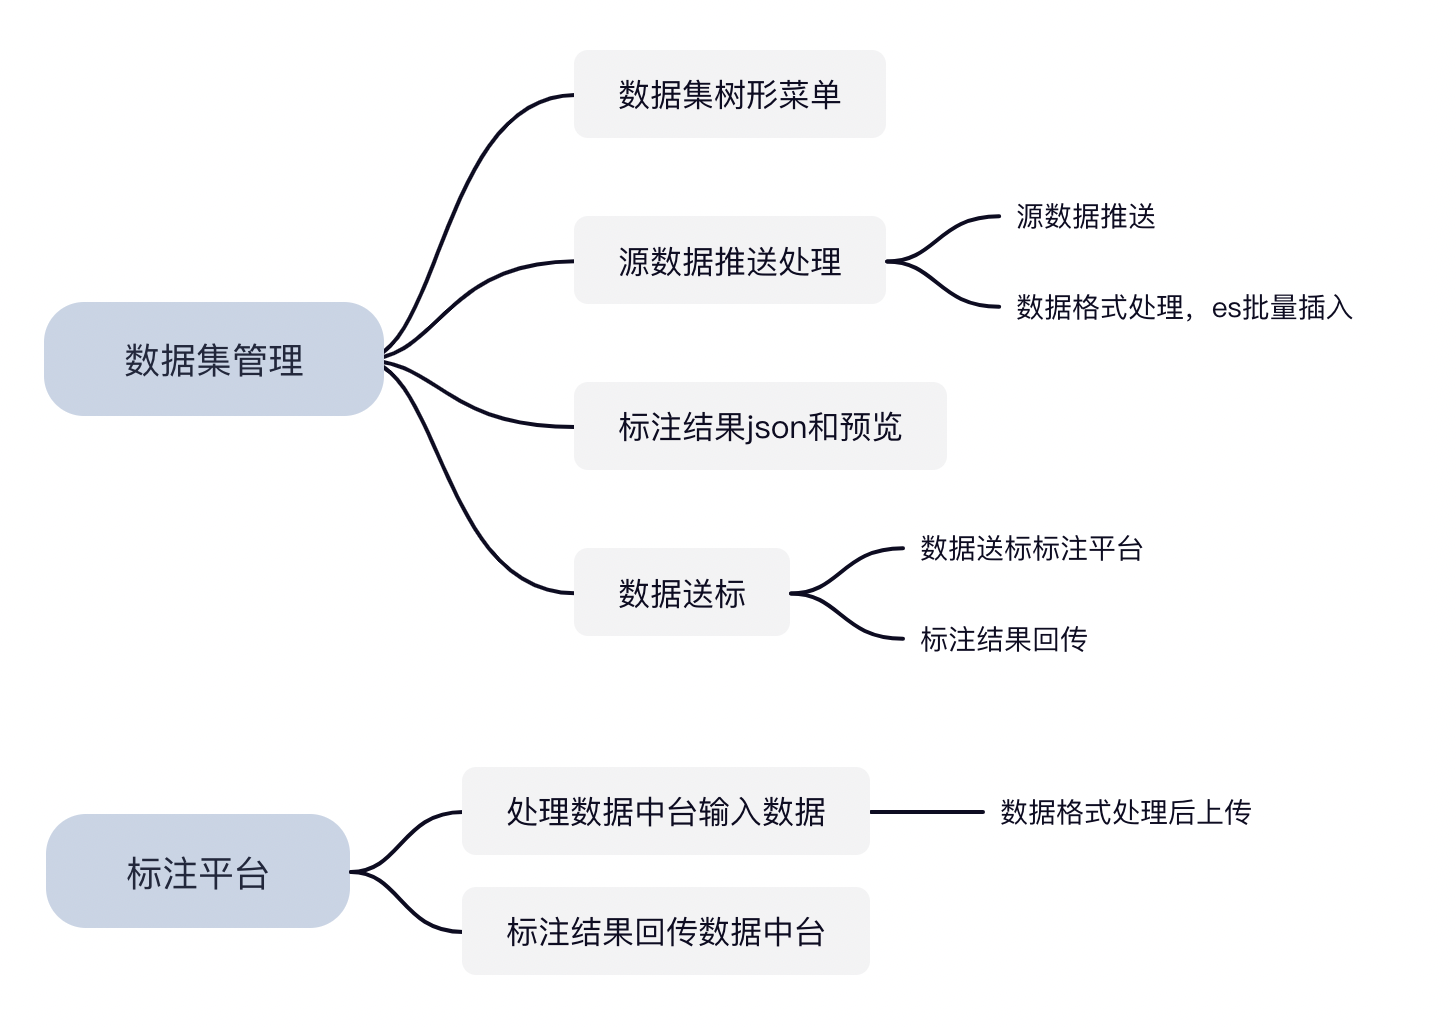 数据集管理
数据集树形菜单
源数据推送处理
源数据推送
数据格式处理，es批量插入
标注结果json和预览
数据送标
数据送标标注平台
标注结果回传
标注平台
处理数据中台输入数据
数据格式处理后上传
标注结果回传数据中台